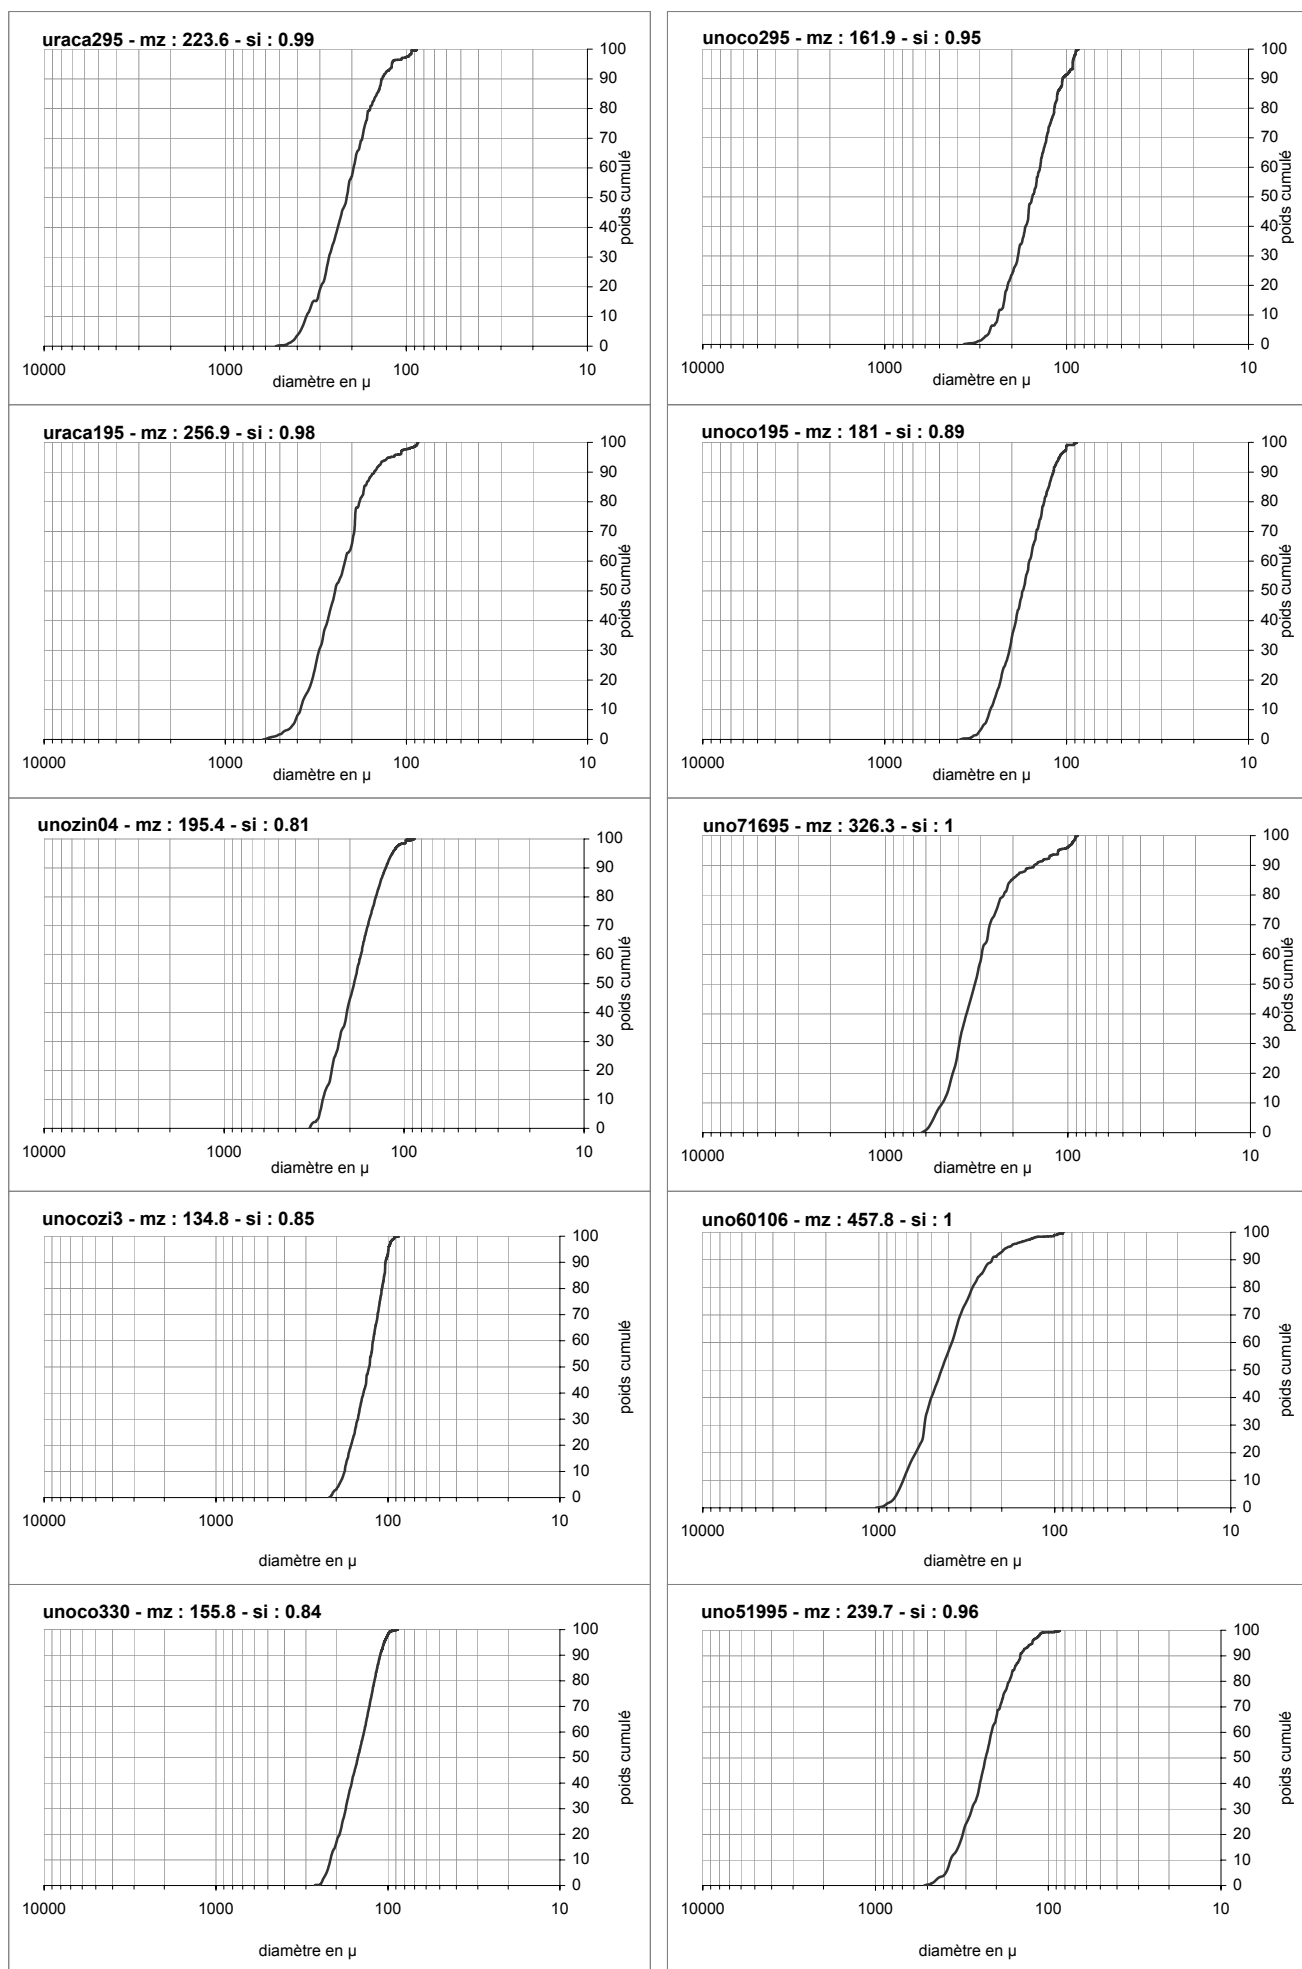 uraca295 - mz : 223.6 - si : 0.99
100
90
80
70
60
50
40
30
20
10
0
poids cumulé
10000 1000 100 10
diamètre en µ
unoco295 - mz : 161.9 - si : 0.95
100
90
80
70
60
50
40
30
20
10
0
poids cumulé
10000 1000 100 10
diamètre en µ
uraca195 - mz : 256.9 - si : 0.98
100
90
80
70
60
50
40
30
20
10
0
poids cumulé
10000 1000 100 10
diamètre en µ
unoco195 - mz : 181 - si : 0.89
100
90
80
70
60
50
40
30
20
10
0
poids cumulé
10000 1000 100 10
diamètre en µ
unozin04 - mz : 195.4 - si : 0.81
100
90
80
70
60
50
40
30
20
10
0
poids cumulé
10000 1000 100 10
diamètre en µ
uno71695 - mz : 326.3 - si : 1
100
90
80
70
60
50
40
30
20
10
0
poids cumulé
10000 1000 100 10
diamètre en µ
unocozi3 - mz : 134.8 - si : 0.85
100
90
80
70
60
50
40
30
20
10
0
poids cumulé
10000 1000 100 10
diamètre en µ
uno60106 - mz : 457.8 - si : 1
100
90
80
70
60
50
40
30
20
10
0
poids cumulé
10000 1000 100 10
diamètre en µ
unoco330 - mz : 155.8 - si : 0.84
100
90
80
70
60
50
40
30
20
10
0
poids cumulé
10000 1000 100 10
diamètre en µ
uno51995 - mz : 239.7 - si : 0.96
100
90
80
70
60
50
40
30
20
10
0
poids cumulé
10000 1000 100 10
diamètre en µ